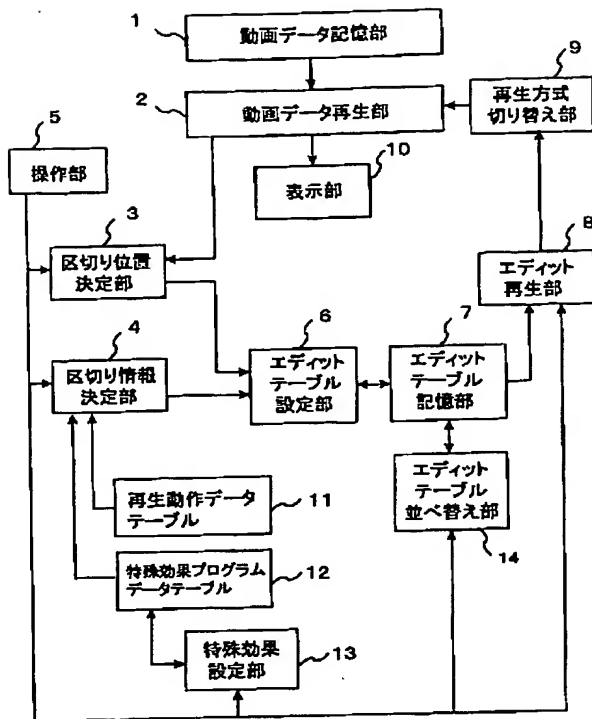 1
動画データ記憶部
2
動画データ再生部
9
再生方式
切り替え部
5
操作部
10
表示部
3
区切り位置
決定部
8
エディット
再生部
4
区切り情報
決定部
6
エディット
テーブル
設定部
7
エディット
テーブル
記憶部
再生動作データ
テーブル
11
エディット
テーブル
並べ替え部
14
特殊効果プログラム
データテーブル
12
特殊効果
設定部
13